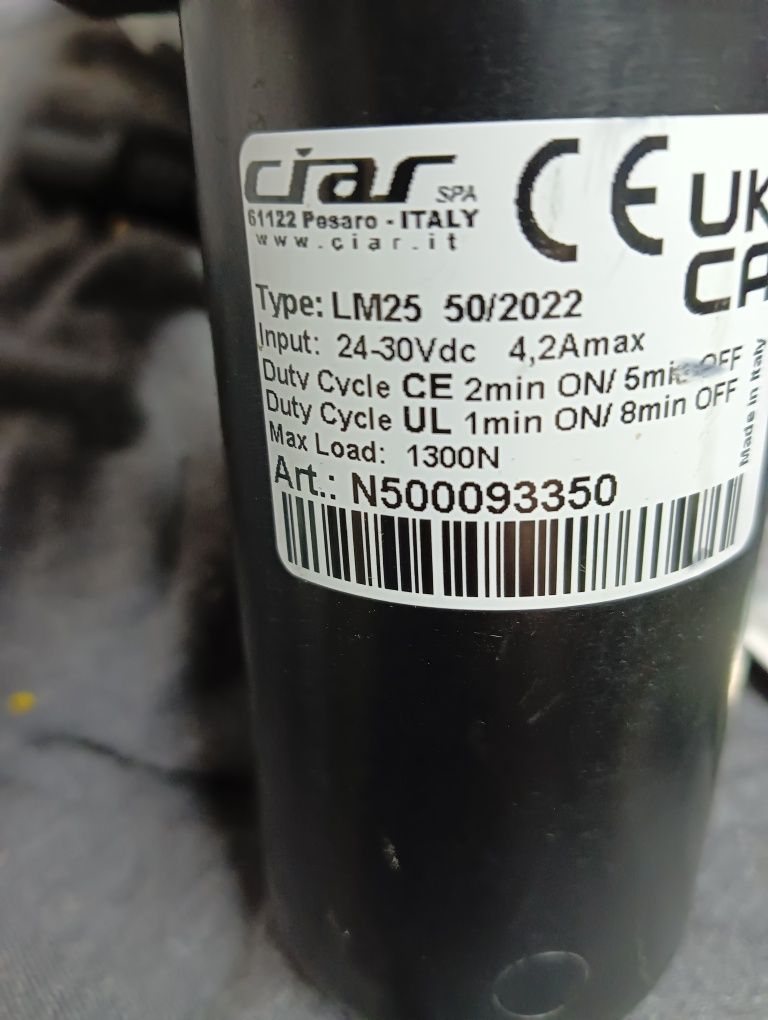 ciar SPA
61122 Pesaro - ITALY
www.ciar.it
CE
UK
CA
Type: LM25 50/2022
Input: 24-30Vdc 4,2Amax
Duty Cycle CE 2min ON/ 5min OFF
Duty Cycle UL 1min ON/ 8min OFF
Max Load: 1300N
Art.: N500093350
Made in Italy